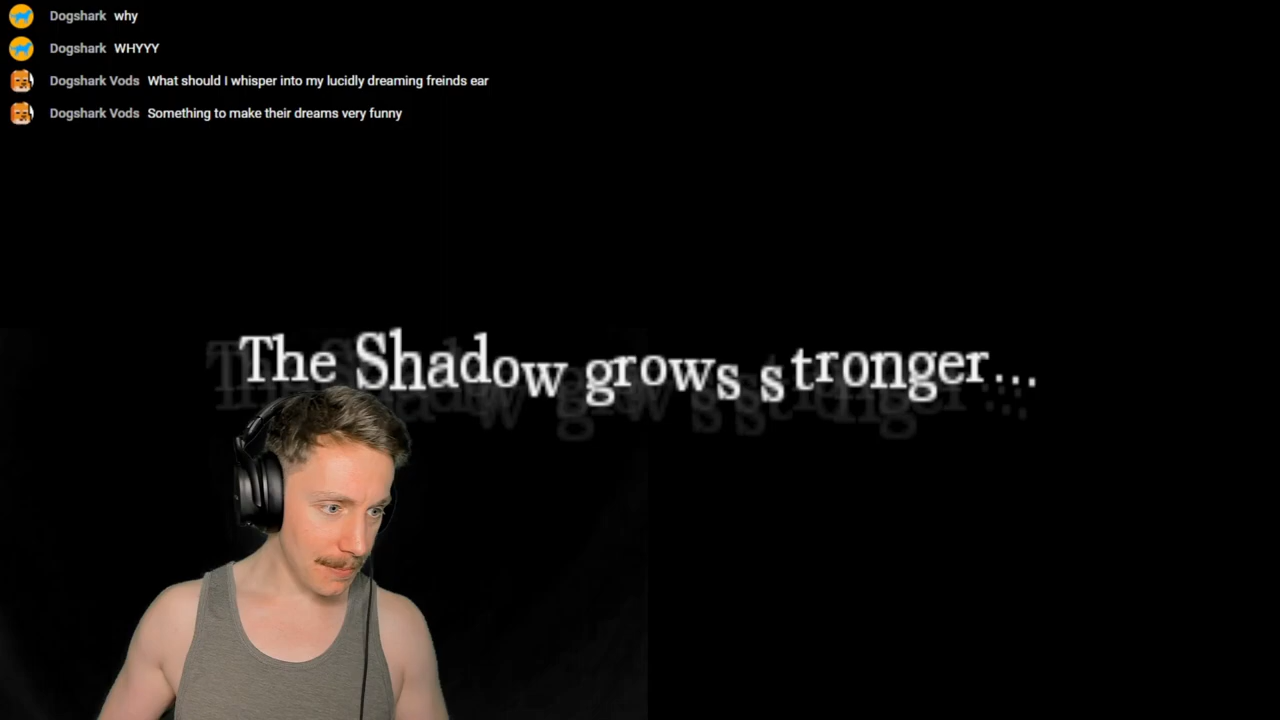 Dogshark why
Dogshark WHYYY
Dogshark Vods What should I whisper into my lucidly dreaming freinds ear
Dogshark Vods Something to make their dreams very funny
The Shadow grows stronger...